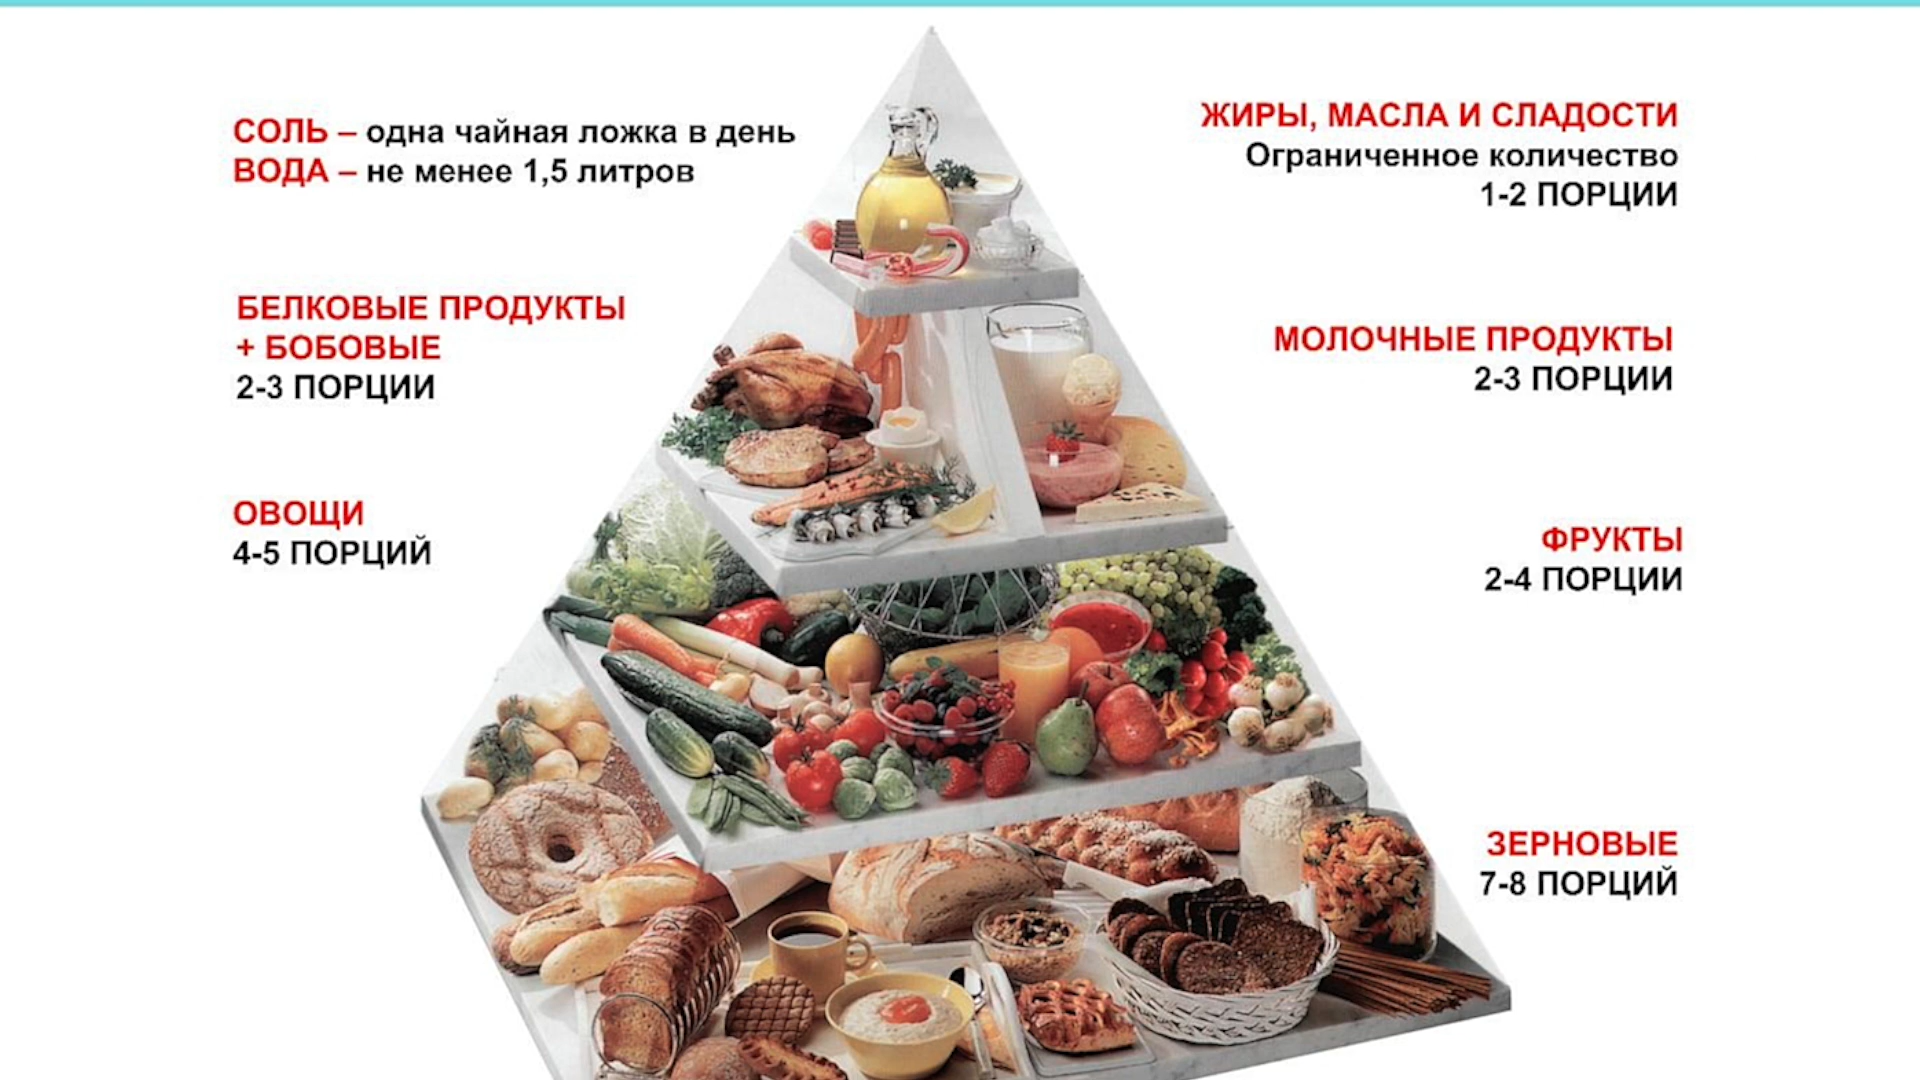 СОЛЬ – одна чайная ложка в день
ВОДА – не менее 1,5 литров
ЖИРЫ, МАСЛА И СЛАДОСТИ
Ограниченное количество
1-2 ПОРЦИИ
БЕЛКОВЫЕ ПРОДУКТЫ
+ БОБОВЫЕ
2-3 ПОРЦИИ
МОЛОЧНЫЕ ПРОДУКТЫ
2-3 ПОРЦИИ
ОВОЩИ
4-5 ПОРЦИЙ
ФРУКТЫ
2-4 ПОРЦИИ
ЗЕРНОВЫЕ
7-8 ПОРЦИЙ